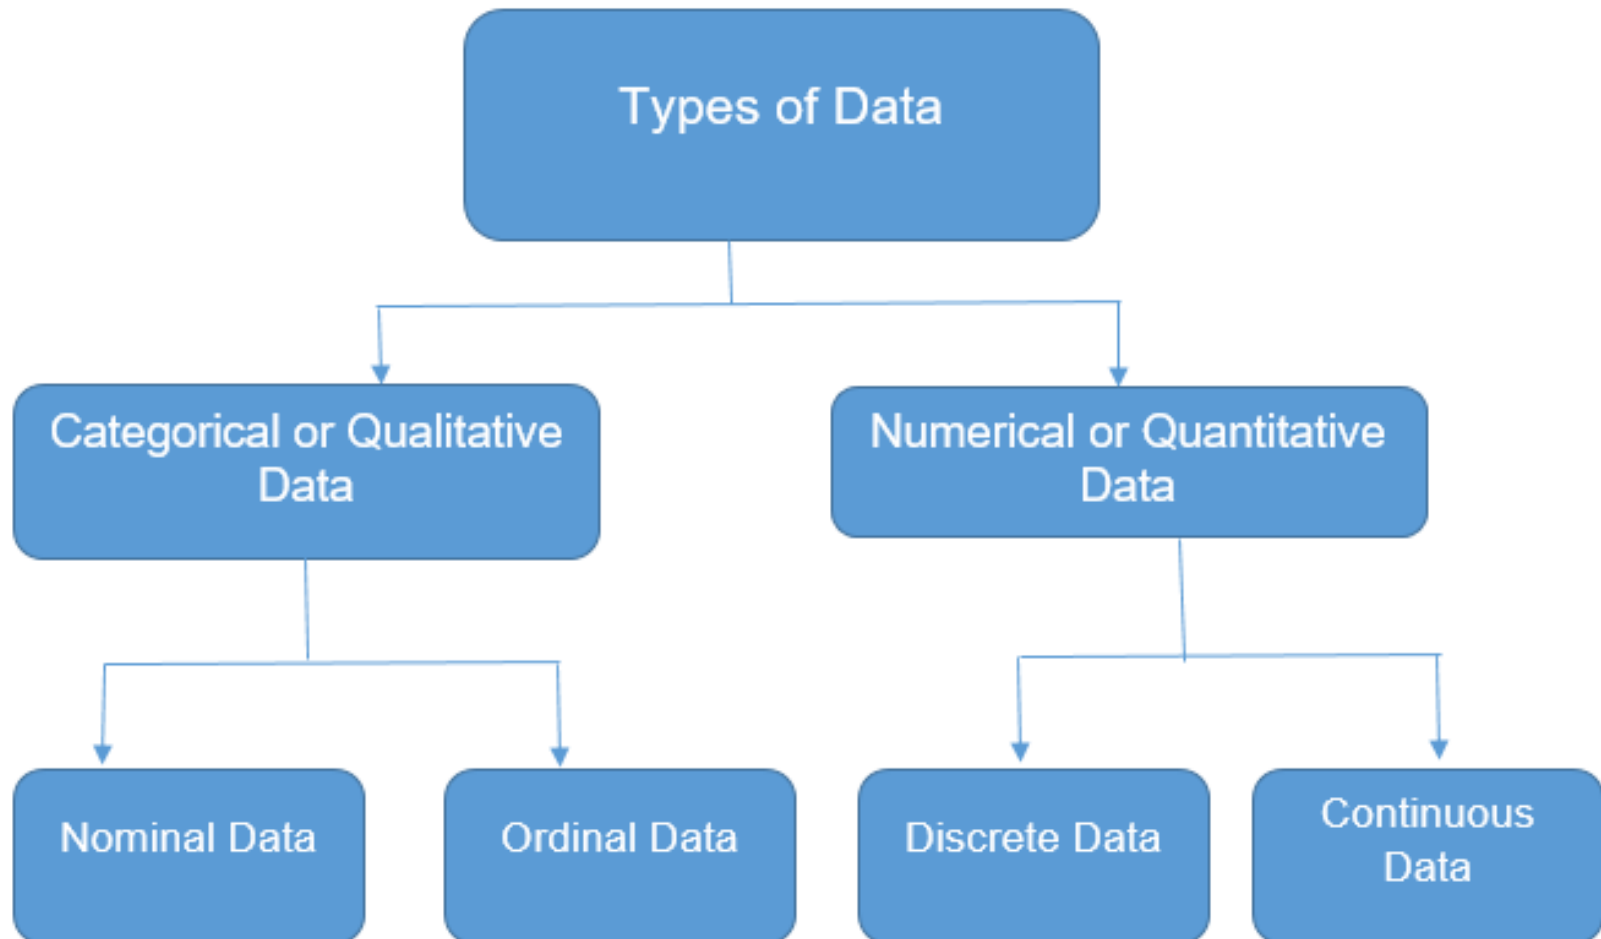 Types of Data
Categorical or Qualitative
Data
Numerical or Quantitative
Data
Nominal Data
Ordinal Data
Discrete Data
Continuous
Data